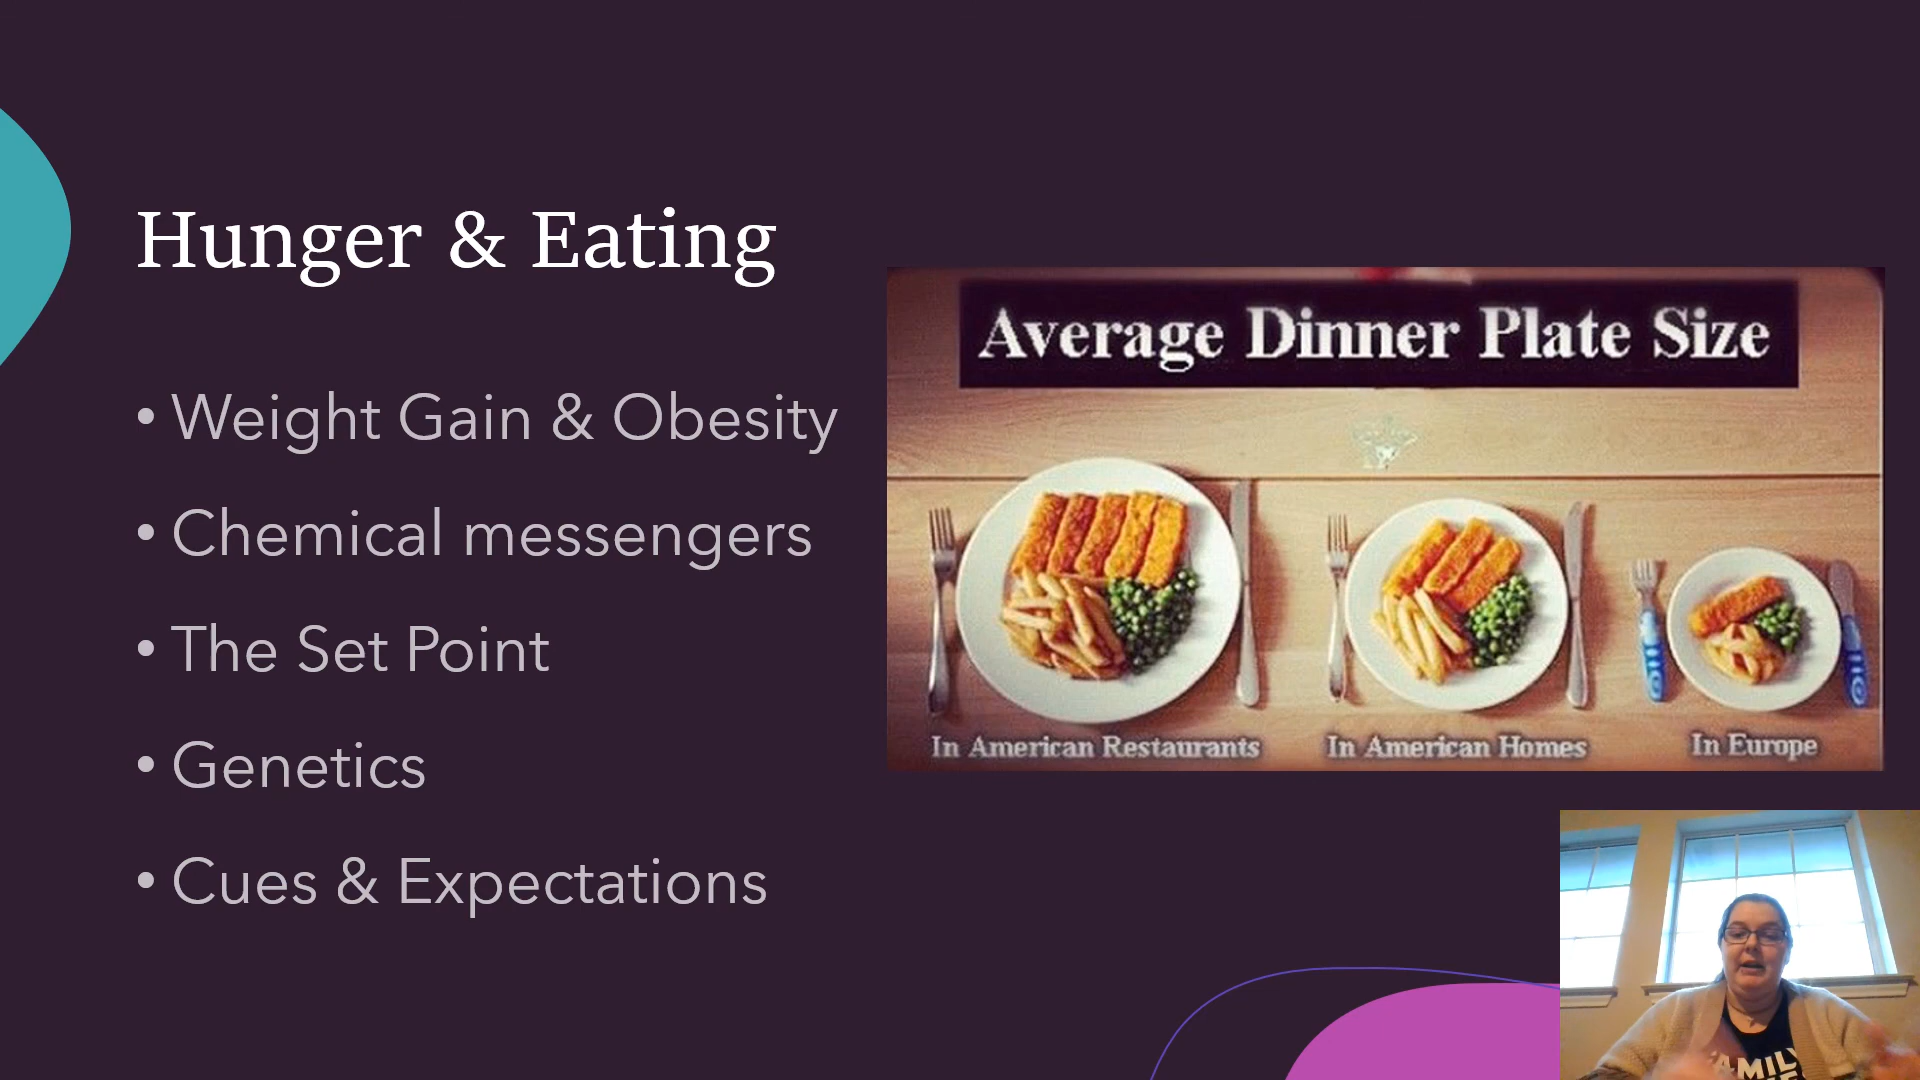 Hunger & Eating
• Weight Gain & Obesity
• Chemical messengers
• The Set Point
• Genetics
• Cues & Expectations
Average Dinner Plate Size
In American Restaurants
In American Homes
In Europe